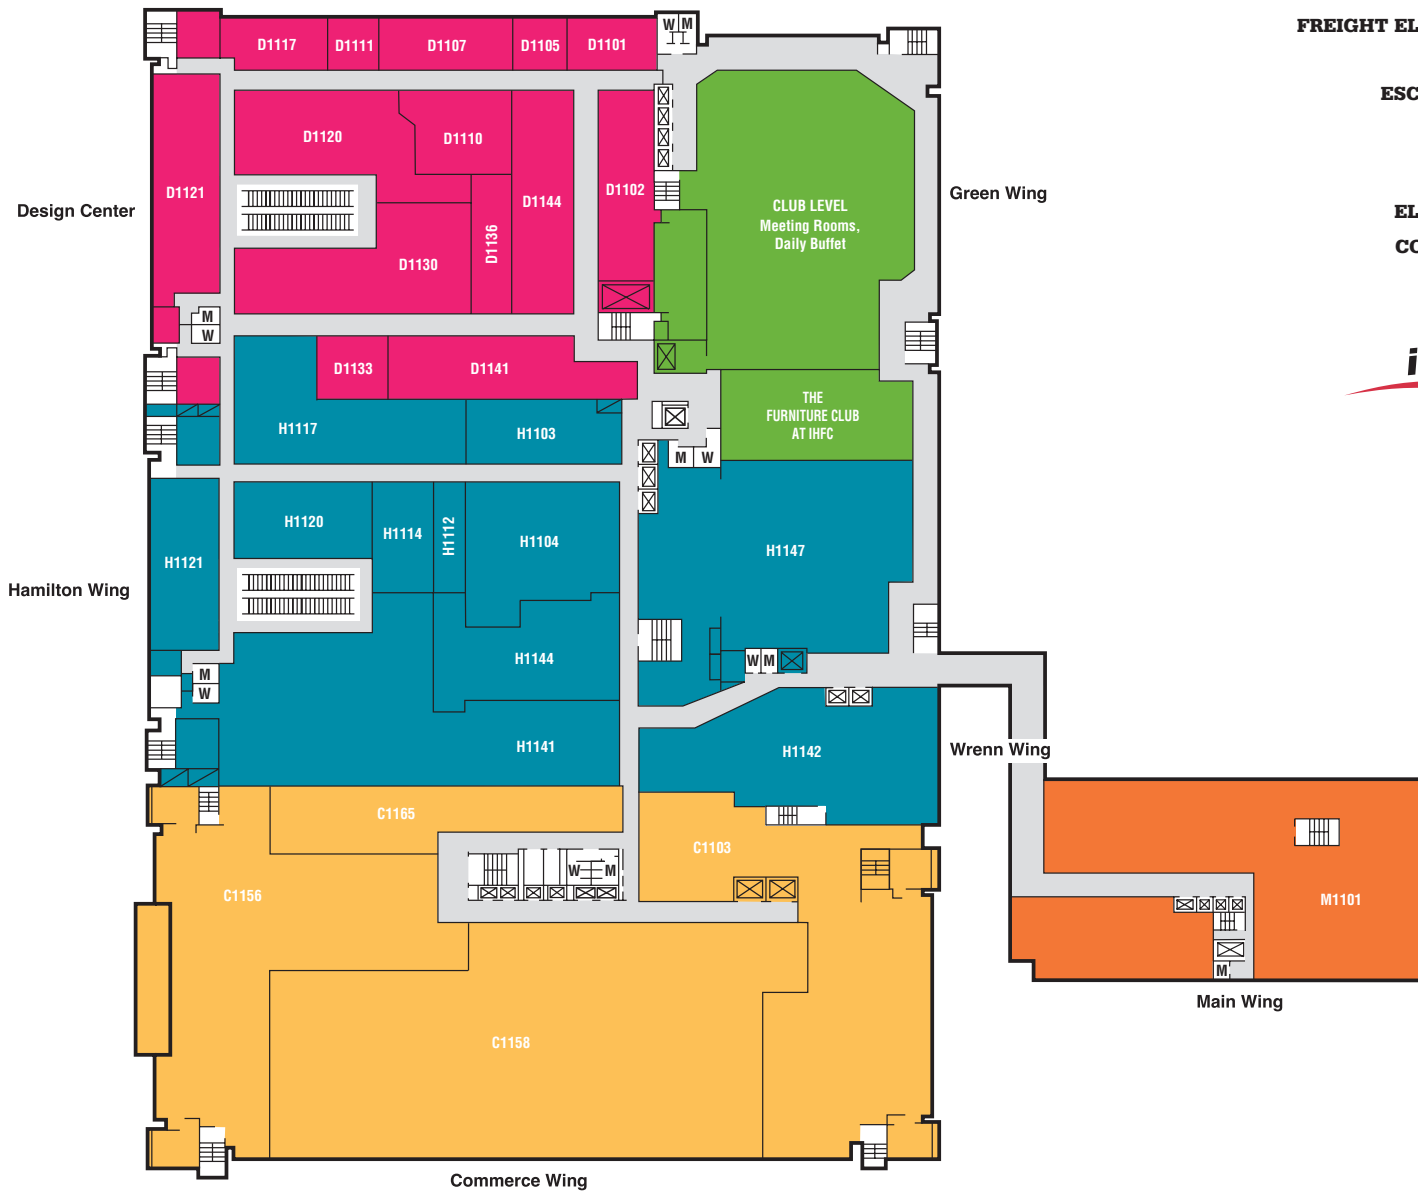 FREIGHT EL
W M
D1117 D1111 D1107 D1105 D1101
ESC
D1120 D1110
D1121 D1102 D1144
Design Center
Green Wing
CLUB LEVEL
Meeting Rooms,
Daily Buffet
EL
CO
D1136
D1130
M
W
D1133 D1141
i
THE
FURNITURE CLUB
AT IHFC
H1117 H1103
M W
H1120 H1114 H1112 H1104
H1147
H1121
Hamilton Wing
H1144
W M
M
W
H1141 H1142
Wrenn Wing
C1165
C1103
W M
C1156
M1101
M
Main Wing
C1158
Commerce Wing